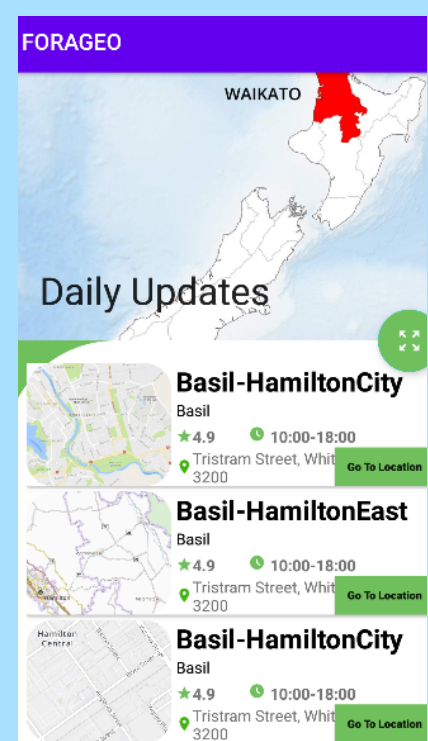 FORAGEO
WAIKATO
Daily Updates
Basil-HamiltonCity
Basil
4.9 10:00-18:00
Tristram Street, Whit
3200
Go To Location
Basil-HamiltonEast
Basil
4.9 10:00-18:00
Tristram Street, Whit
3200
Go To Location
Hamilton
Central
Basil-HamiltonCity
Basil
4.9 10:00-18:00
Tristram Street, Whit
3200
Go To Location